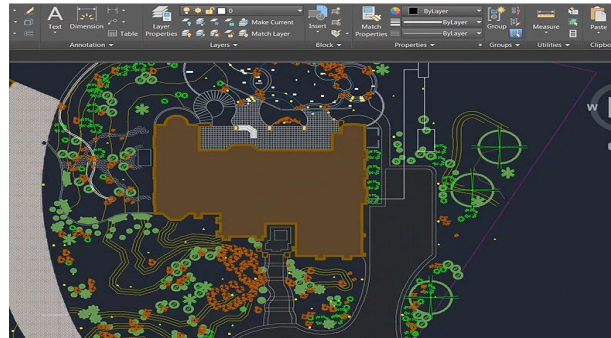 Text
Dimension
Table
Annotation
Layer
Properties
0
Make Current
Match Layer
Layers
Insert
Block
Match
Properties
ByLayer
ByLayer
ByLayer
Properties
Group
Groups
Measure
Utilities
Paste
Clipbo
W